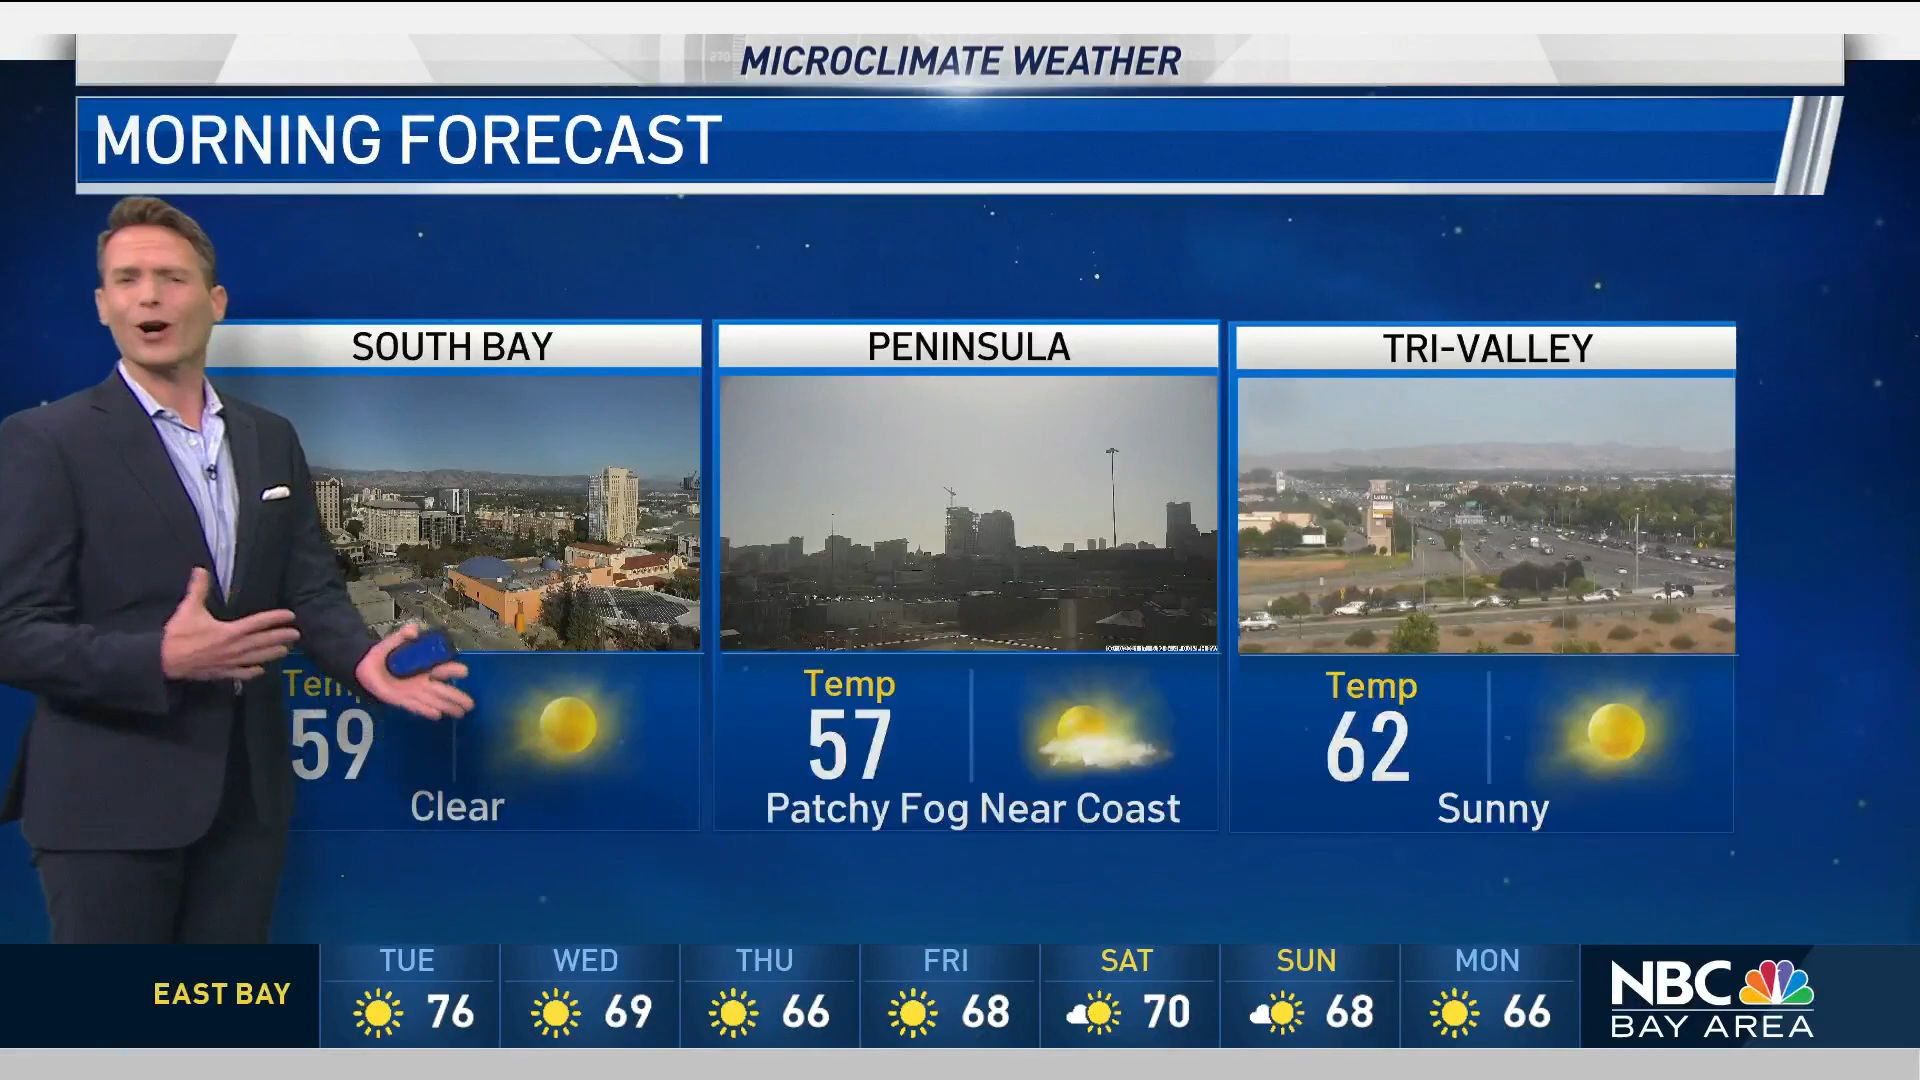 MICROCLIMATE WEATHER
MORNING FORECAST
SOUTH BAY
PENINSULA
TRI-VALLEY
Temp
59
Clear
Temp
57
Patchy Fog Near Coast
Temp
62
Sunny
EAST BAY
TUE
76
WED
69
THU
66
FRI
68
SAT
70
SUN
68
MON
66
NBC
BAY AREA